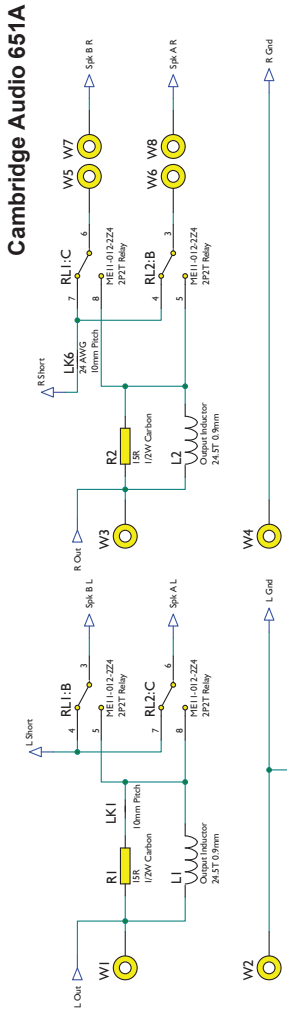 Cambridge Audio 651A
L Out
W1
R1
15R
1/2W Carbon
LK1
10mm Pitch
L1
Output Inductor
24.5T 0.9mm
L Short
4
5
RL1:B
3
ME11-012-2Z4
2P2T Relay
Spk B L
7
8
RL2:C
6
ME11-012-2Z4
2P2T Relay
Spk A L
W2
L Gnd
R Out
W3
R2
15R
1/2W Carbon
L2
Output Inductor
24.5T 0.9mm
R Short
LK6
24 AWG
10mm Pitch
7
8
RL1:C
6
ME11-012-2Z4
2P2T Relay
W5
W7
Spk B R
4
5
RL2:B
3
ME11-012-2Z4
2P2T Relay
W6
W8
Spk A R
W4
R Gnd